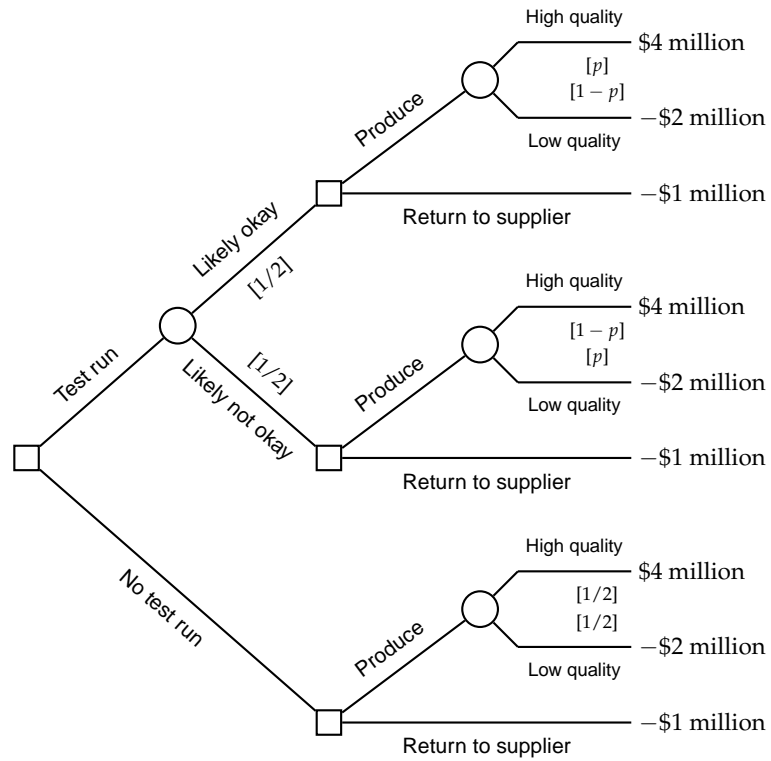 High quality
$4 million
[p]
[1 − p]
−$2 million
Low quality
Produce
−$1 million
Return to supplier
Likely okay
[1/2]
High quality
$4 million
[1 − p]
[p]
−$2 million
Low quality
Produce
[1/2]
Likely not okay
Test run
−$1 million
Return to supplier
High quality
$4 million
[1/2]
[1/2]
−$2 million
Low quality
No test run
Produce
−$1 million
Return to supplier